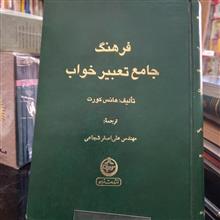 فرهنگ
جامع تعبیر خواب
تألیف: هانس کورت
ترجمهٔ:
مهندس علی اصغر شجاعی